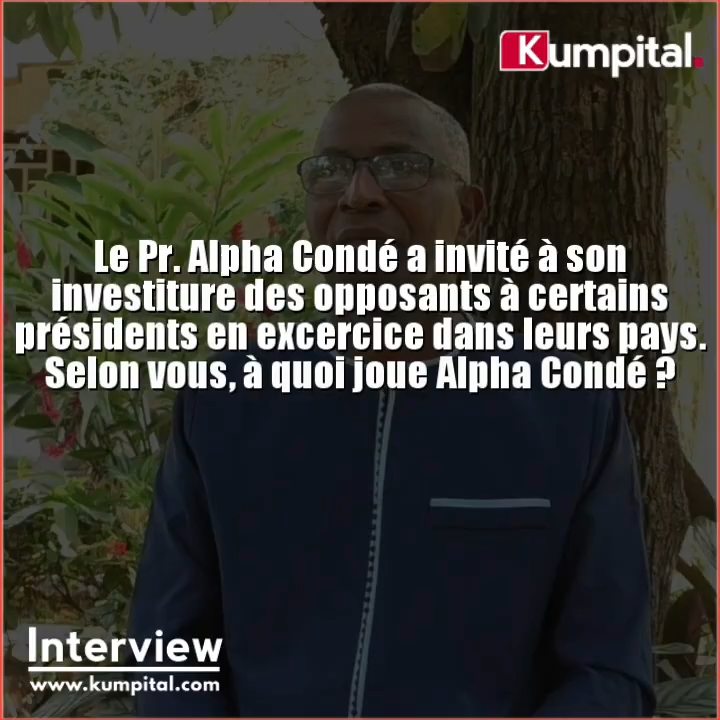 Kumpital.
Le Pr. Alpha Condé a invité à son
investiture des opposants à certains
présidents en excercice dans leurs pays.
Selon vous, à quoi joue Alpha Condé ?
Interview
www.kumpital.com